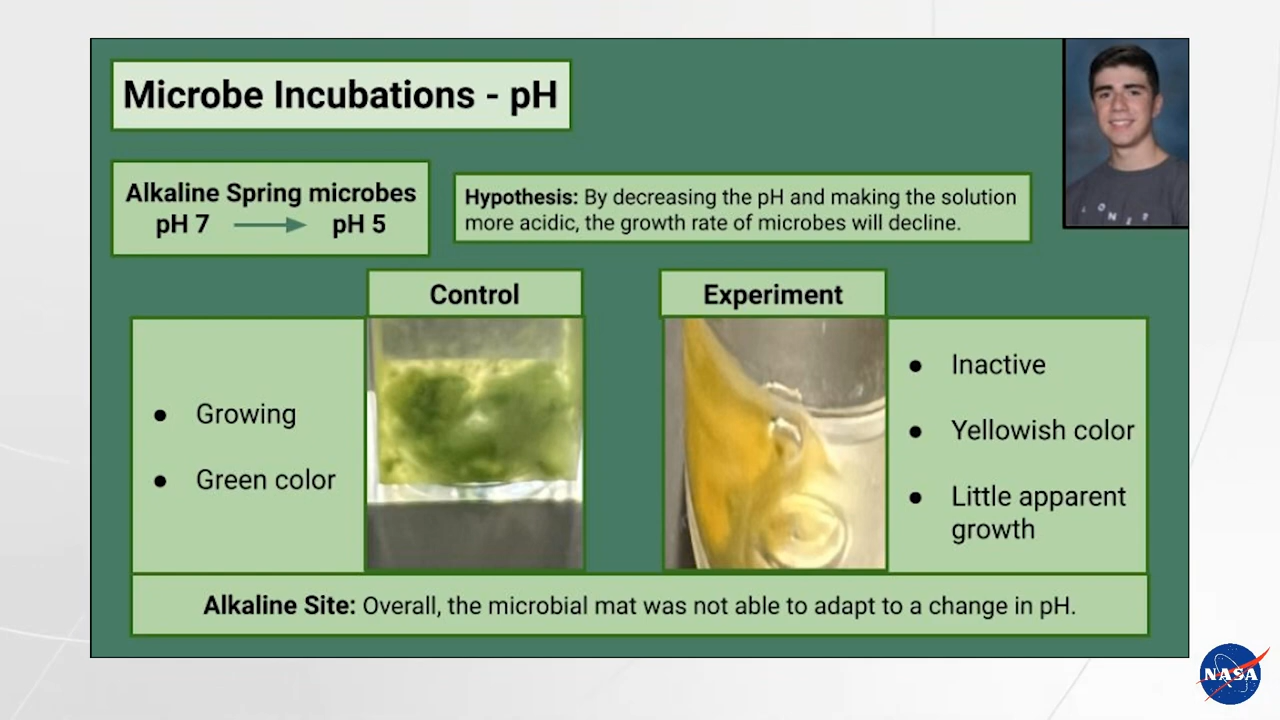 Microbe Incubations - pH
Alkaline Spring microbes
pH 7 pH 5
Hypothesis: By decreasing the pH and making the solution
more acidic, the growth rate of microbes will decline.
Control
Experiment
● Growing
● Green color
● Inactive
● Yellowish color
● Little apparent
growth
Alkaline Site: Overall, the microbial mat was not able to adapt to a change in pH.
NASA